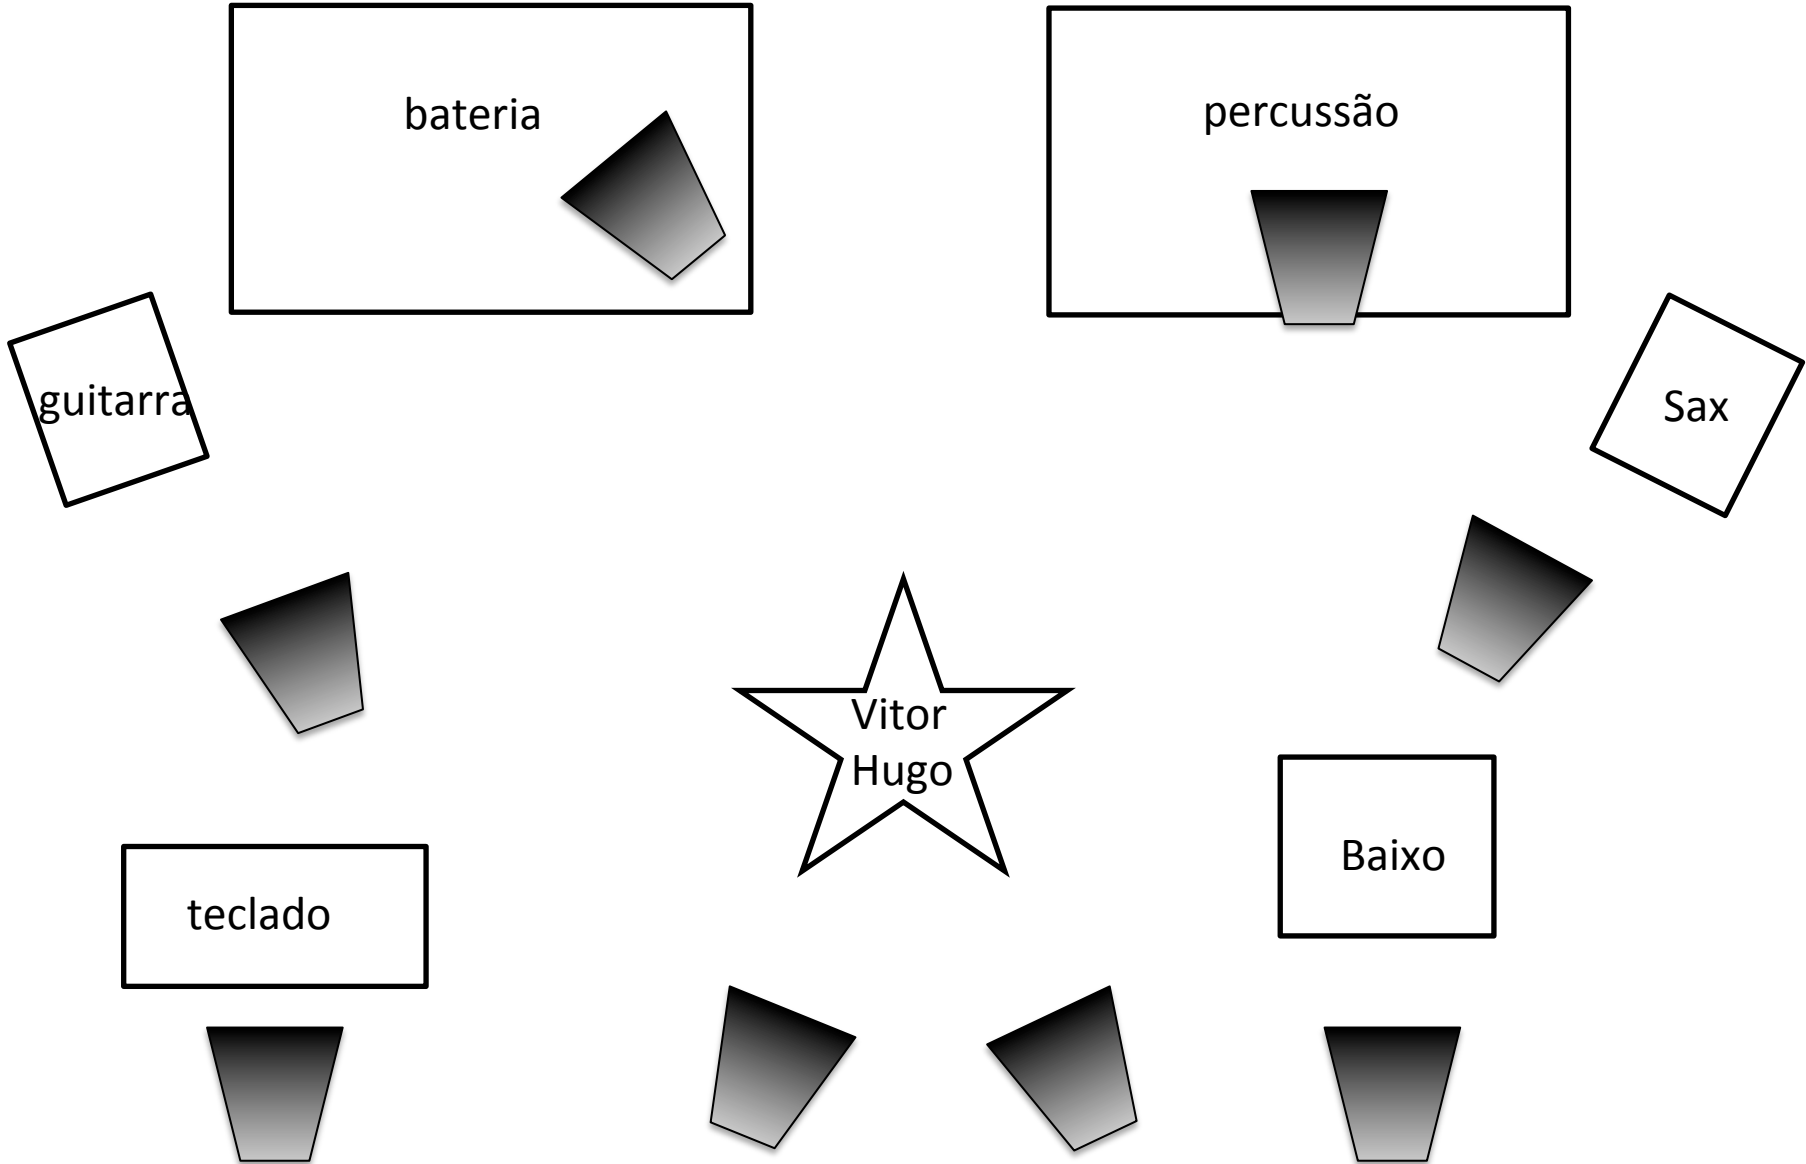 bateria
percussão
guitarra
Sax
Vitor
Hugo
Baixo
teclado